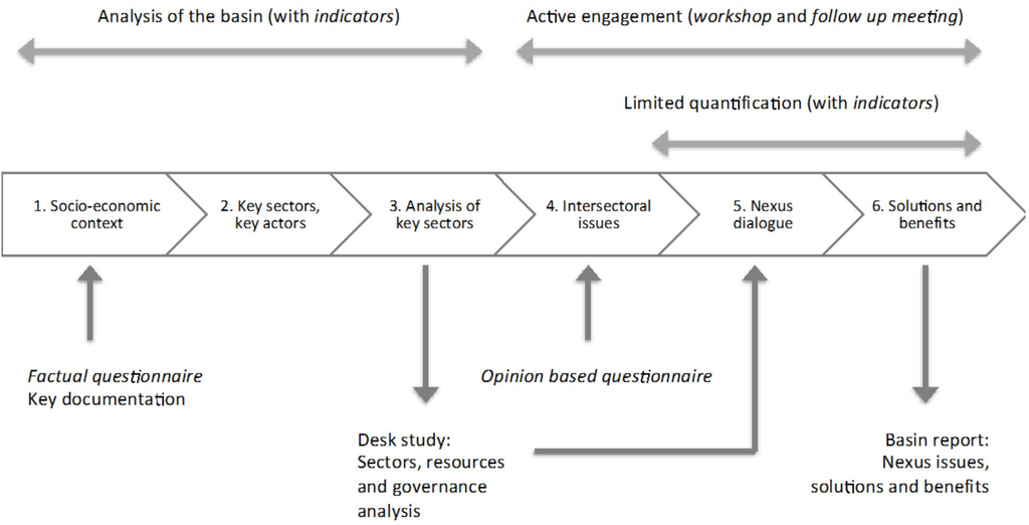 Analysis of the basin (with indicators)
Active engagement (workshop and follow up meeting)
Limited quantification (with indicators)
1. Socio-economic
context
2. Key sectors,
key actors
3. Analysis of
key sectors
4. Intersectoral
issues
5. Nexus
dialogue
6. Solutions and
benefits
Factual questionnaire
Key documentation
Opinion based questionnaire
Desk study:
Sectors, resources
and governance
analysis
Basin report:
Nexus issues,
solutions and benefits